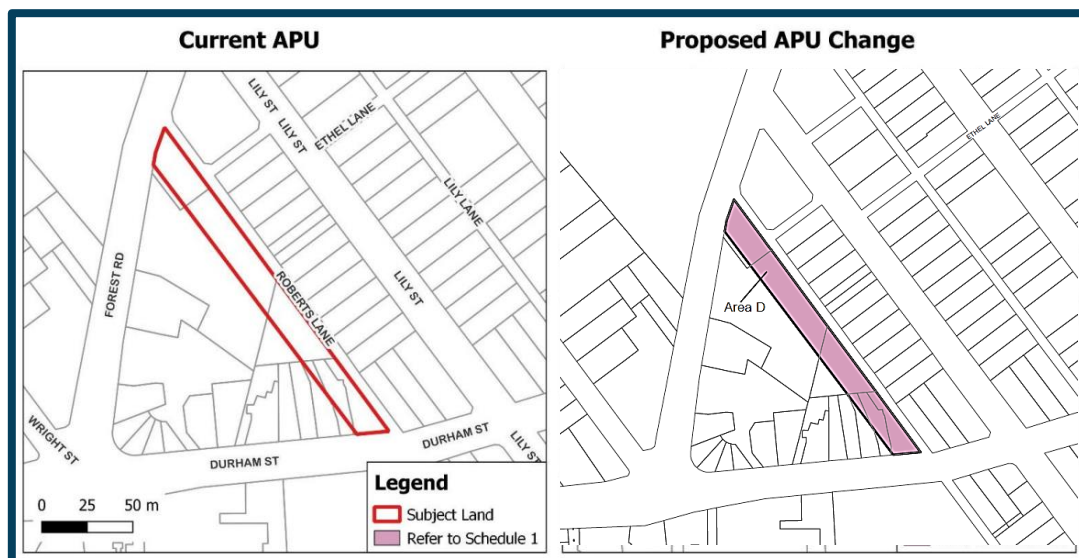 Current APU
Proposed APU Change
LILY ST
LILY ST
ETHEL LANE
LILY LANE
LILY ST
ROBERTS LANE
FOREST RD
WRIGHT ST
DURHAM ST
DURHAM ST
LILY ST
0 25 50 m
Legend
Subject Land
Refer to Schedule 1
ETHEL LANE
Area D